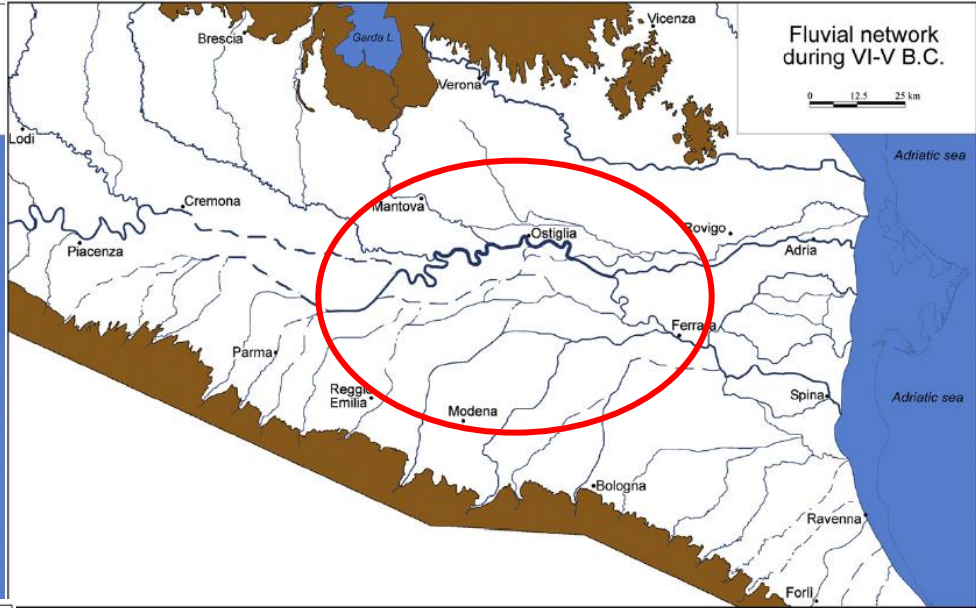 Vicenza
Fluvial network
during VI-V B.C.
Brescia
Garda L.
Verona
0 12.5 25 km
Lodi
Adriatic sea
Cremona
Mantova
Ostiglia
Rovigo
Piacenza
Adria
Ferrara
Parma
Reggio
Emilia
Modena
Spina
Adriatic sea
Bologna
Ravenna
Forlì